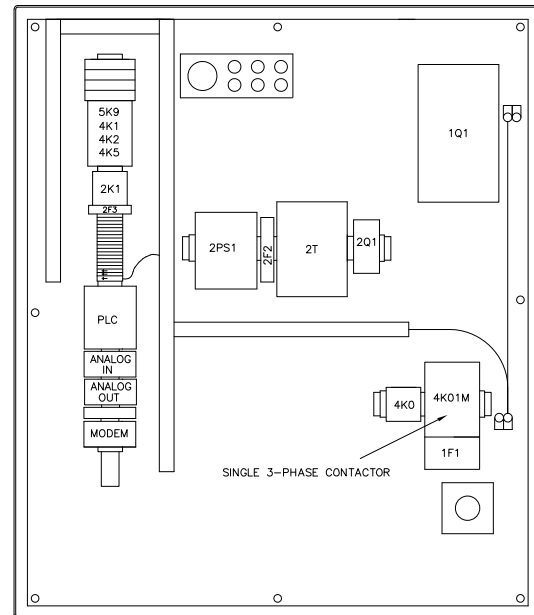 5K9
4K1
4K2
4K5
2K1
2F3
PLC
ANALOG
IN
ANALOG
OUT
MODEM
1Q1
2PS1
2F2
2T
2Q1
4K0
4K01M
1F1
SINGLE 3-PHASE CONTACTOR